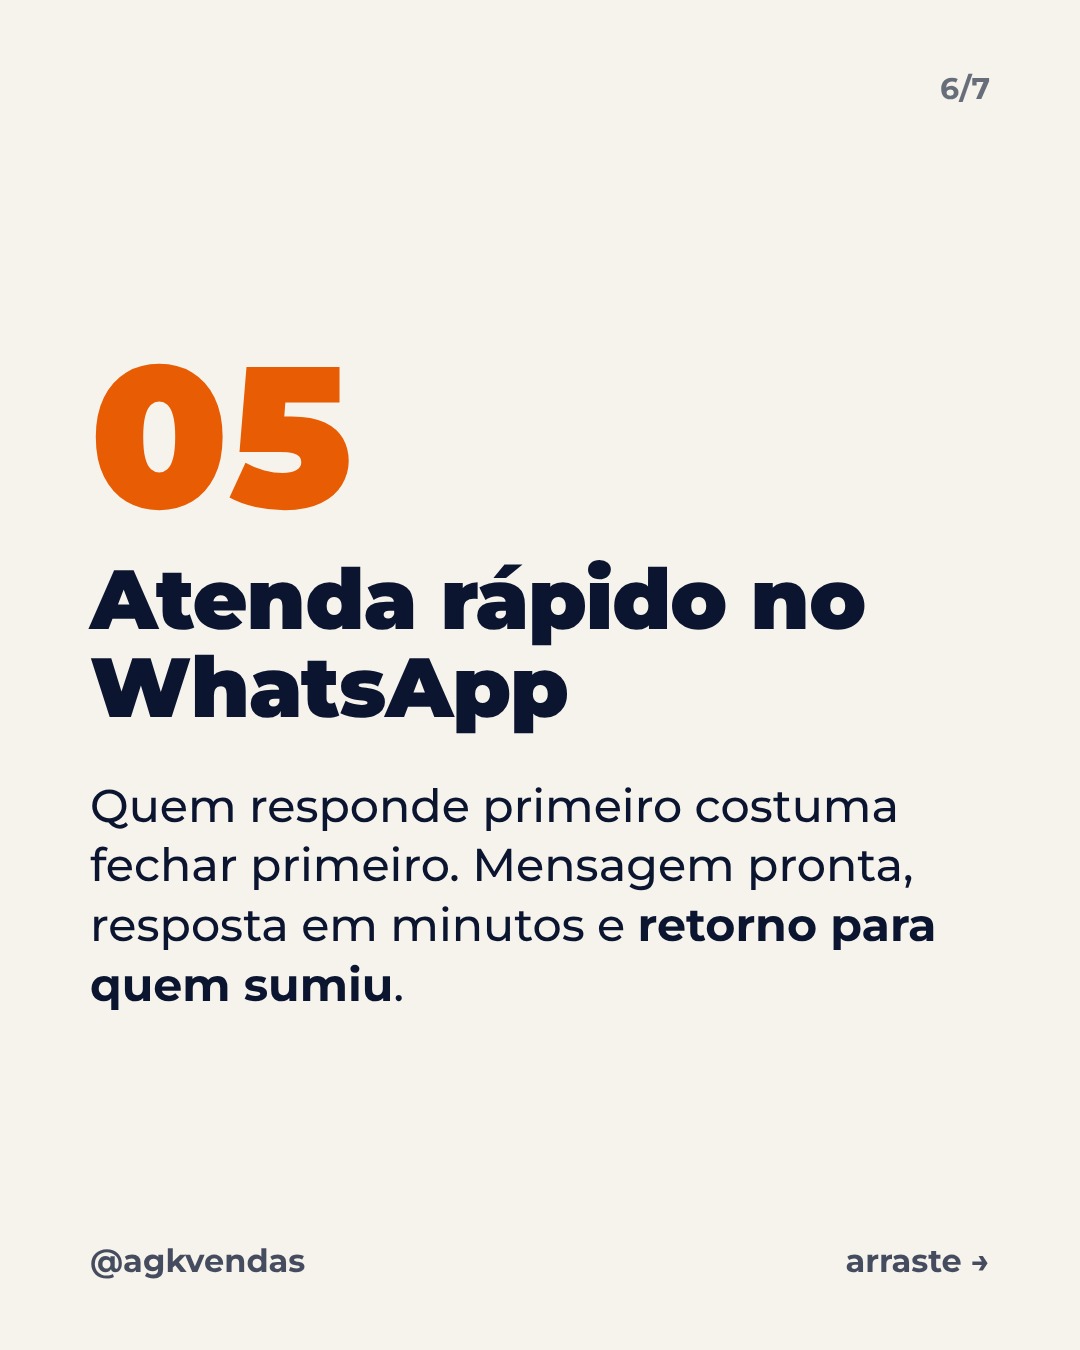 6/7
05
Atenda rápido no
WhatsApp
Quem responde primeiro costuma
fechar primeiro. Mensagem pronta,
resposta em minutos e retorno para
quem sumiu.
@agkvendas
arraste →